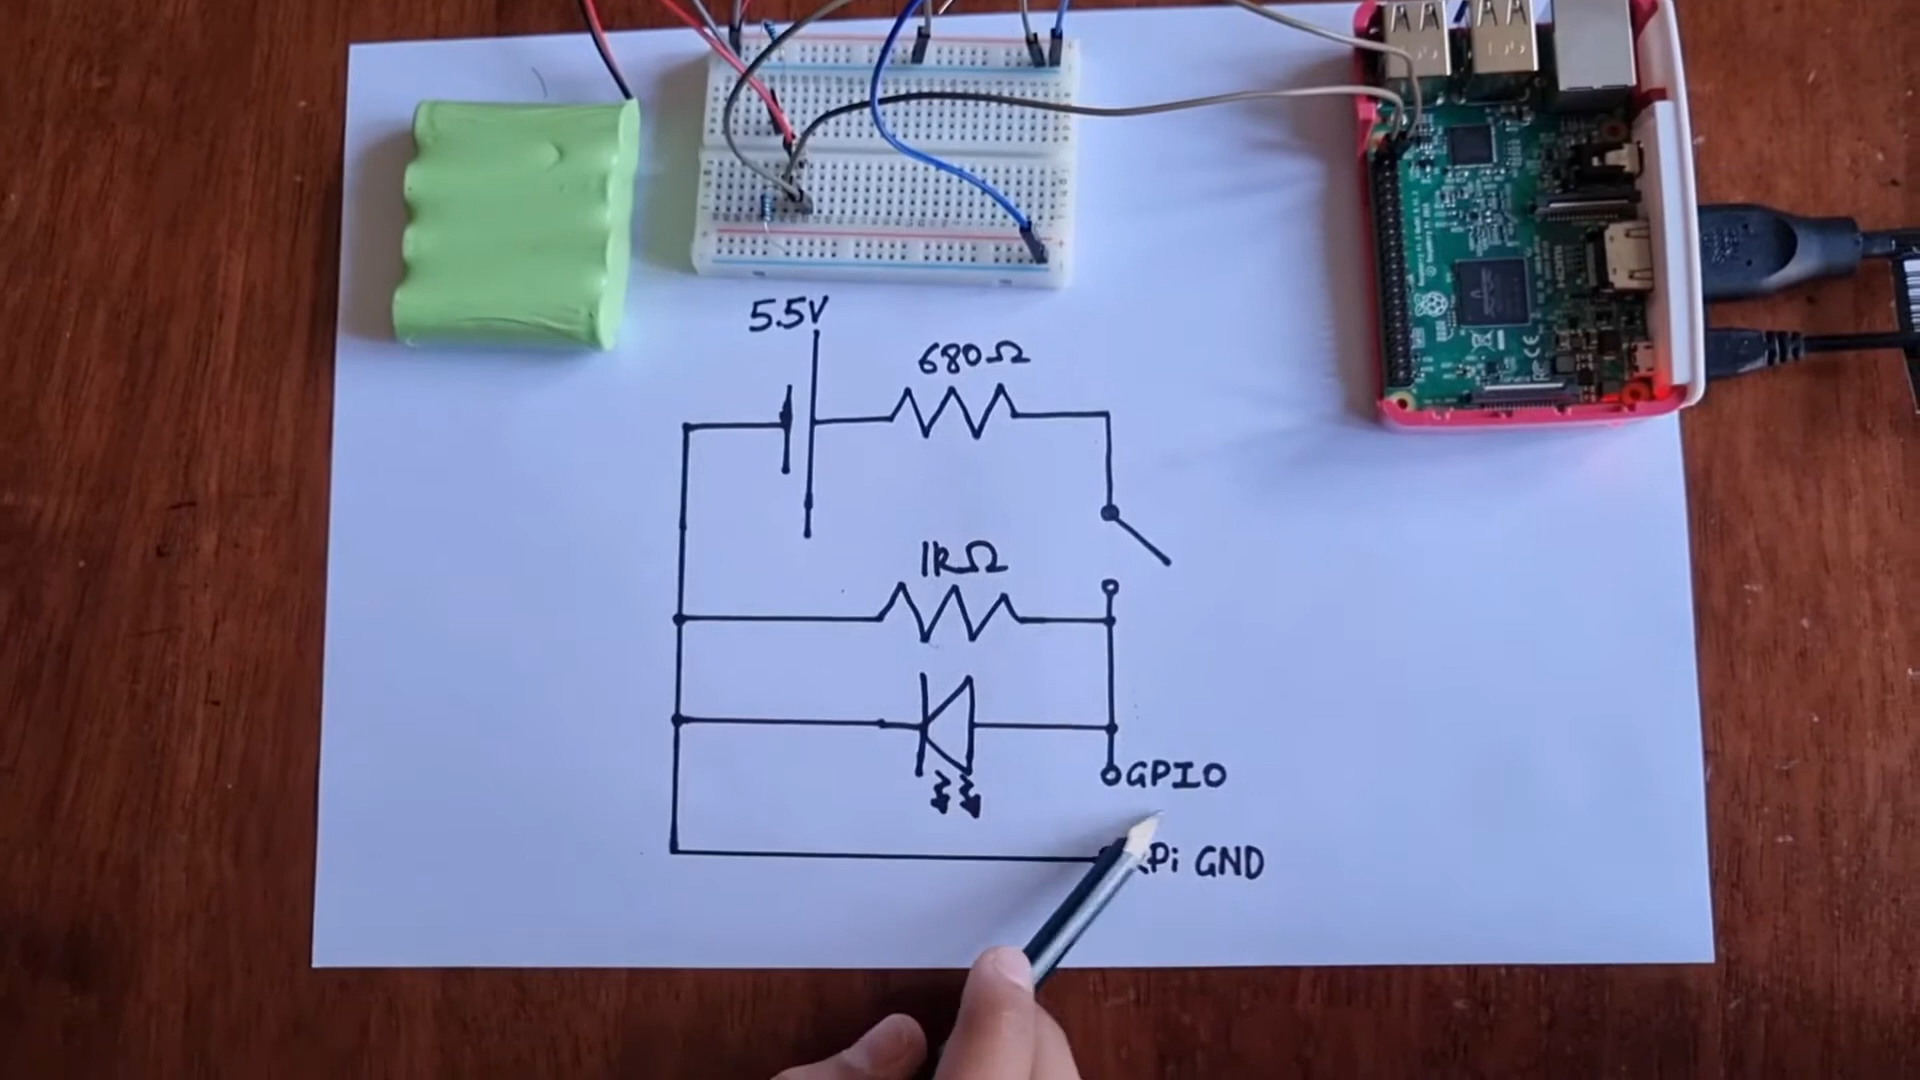 5.5V
680Ω
1kΩ
GPIO
Pi GND